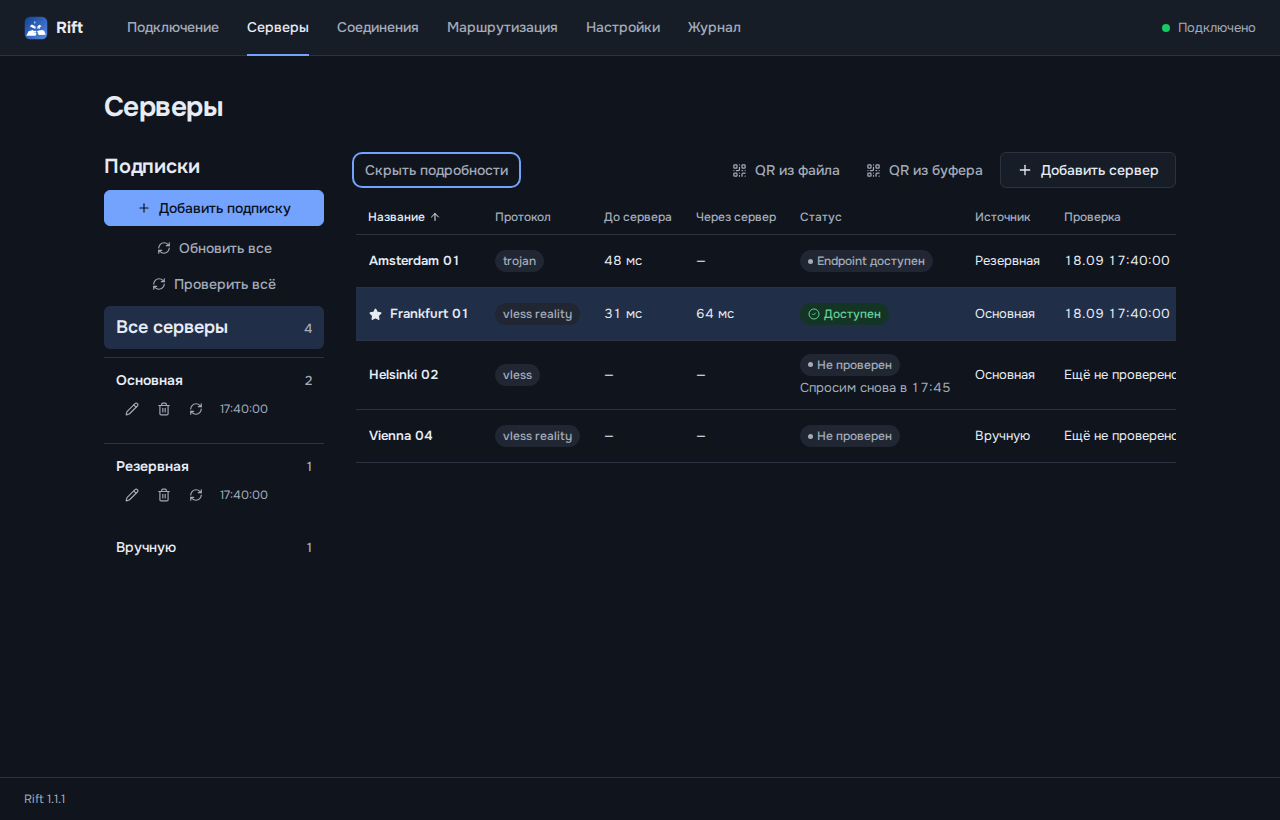 Rift
Подключение
Серверы
Соединения
Маршрутизация
Настройки
Журнал
Подключено
Серверы
Подписки
Добавить подписку
Обновить все
Проверить всё
Все серверы 4
Основная 2
17:40:00
Резервная 1
17:40:00
Вручную 1
Скрыть подробности
QR из файла
QR из буфера
Добавить сервер
Название Протокол До сервера Через сервер Статус Источник Проверка
Amsterdam 01 trojan 48 мс – Endpoint доступен Резервная 18.09 17:40:00
Frankfurt 01 vless reality 31 мс 64 мс Доступен Основная 18.09 17:40:00
Helsinki 02 vless – – Не проверен Основная Ещё не проверено
Спросим снова в 17:45
Vienna 04 vless reality – – Не проверен Вручную Ещё не проверено
Rift 1.1.1